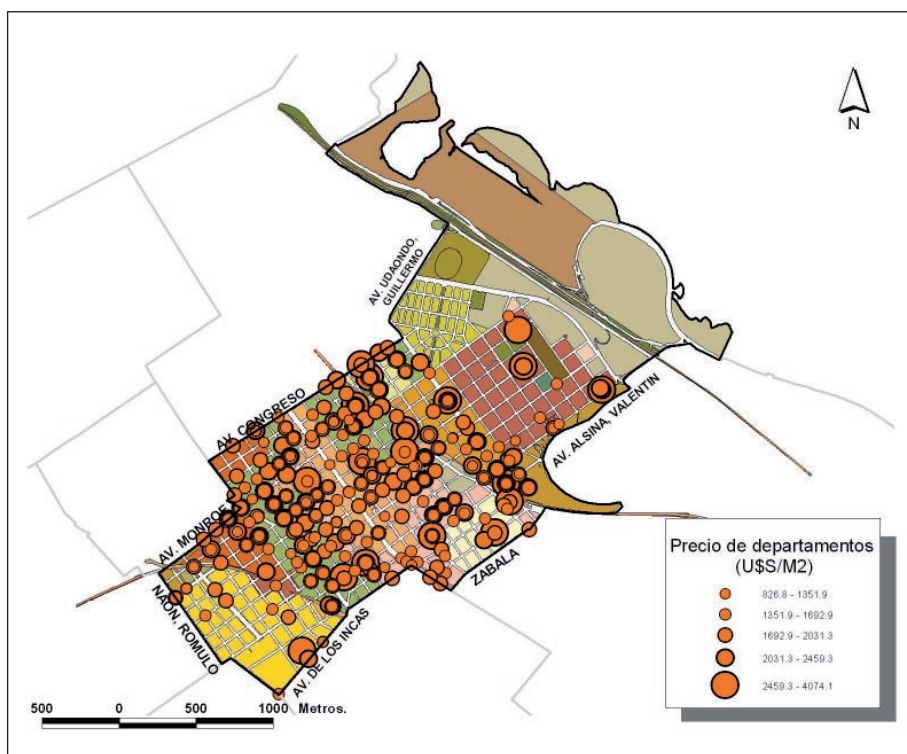 N
AV. UDAONDO,
GUILLERMO
AV. CONGRESO
AV. ALSINA, VALENTIN
AV. MONROE
ZABALA
NAON, ROMULO
AV. DE LOS INCAS
Precio de departamentos
(U$S/M2)
826.8 - 1351.9
1351.9 - 1692.9
1692.9 - 2031.3
2031.3 - 2459.3
2459.3 - 4074.1
500 0 500 1000 Metros.